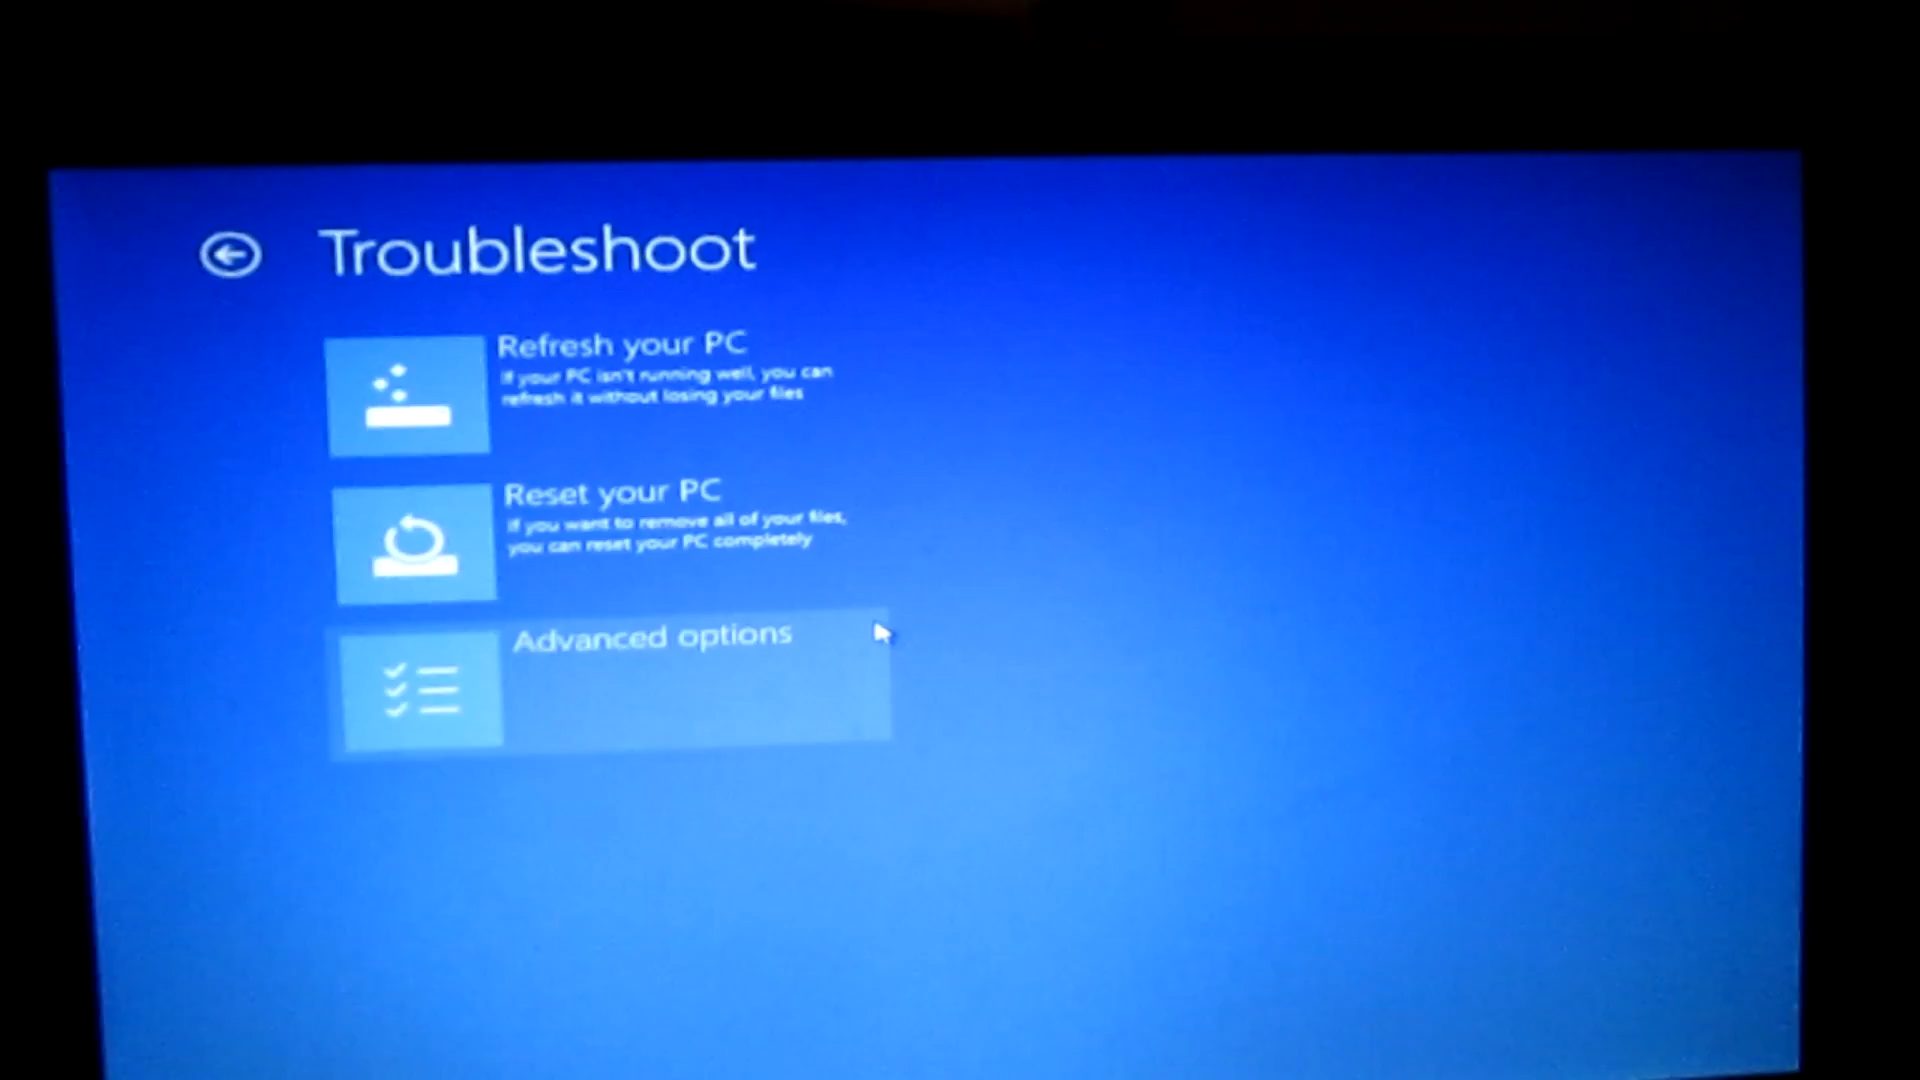 Troubleshoot
Refresh your PC
If your PC isn't running well, you can
refresh it without losing your files
Reset your PC
If you want to remove all of your files,
you can reset your PC completely
Advanced options